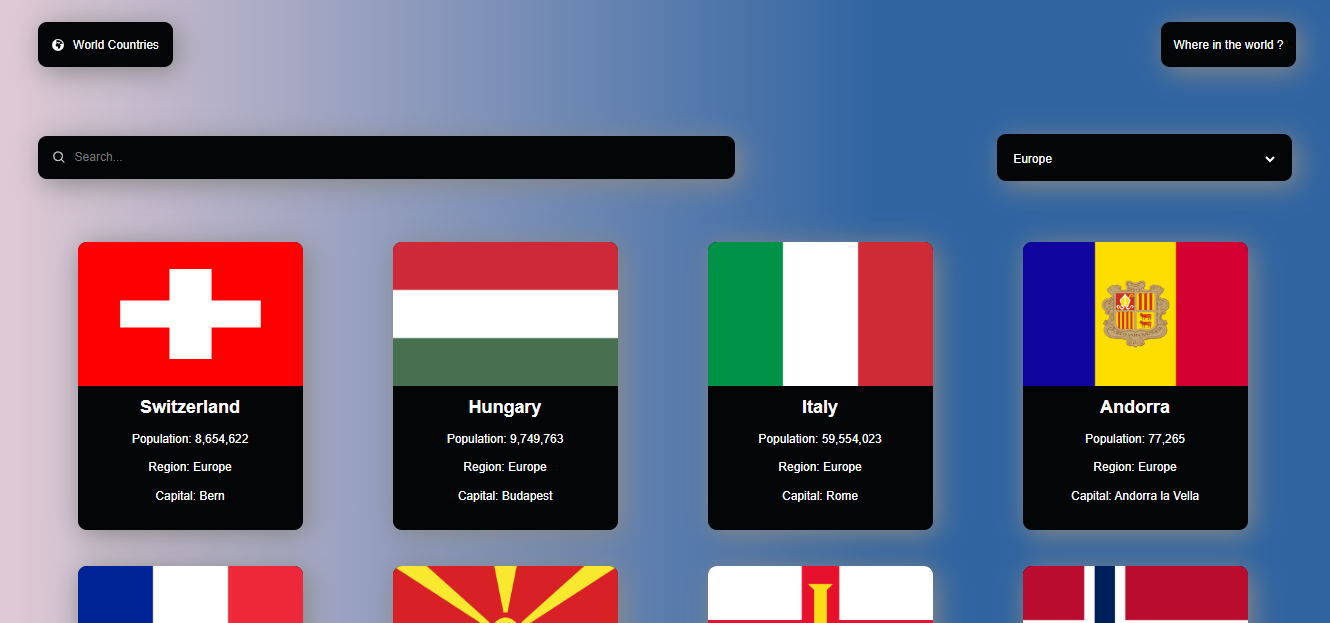 World Countries
Where in the world ?
Search...
Europe
Switzerland
Population: 8,654,622
Region: Europe
Capital: Bern
Hungary
Population: 9,749,763
Region: Europe
Capital: Budapest
Italy
Population: 59,554,023
Region: Europe
Capital: Rome
Andorra
Population: 77,265
Region: Europe
Capital: Andorra la Vella